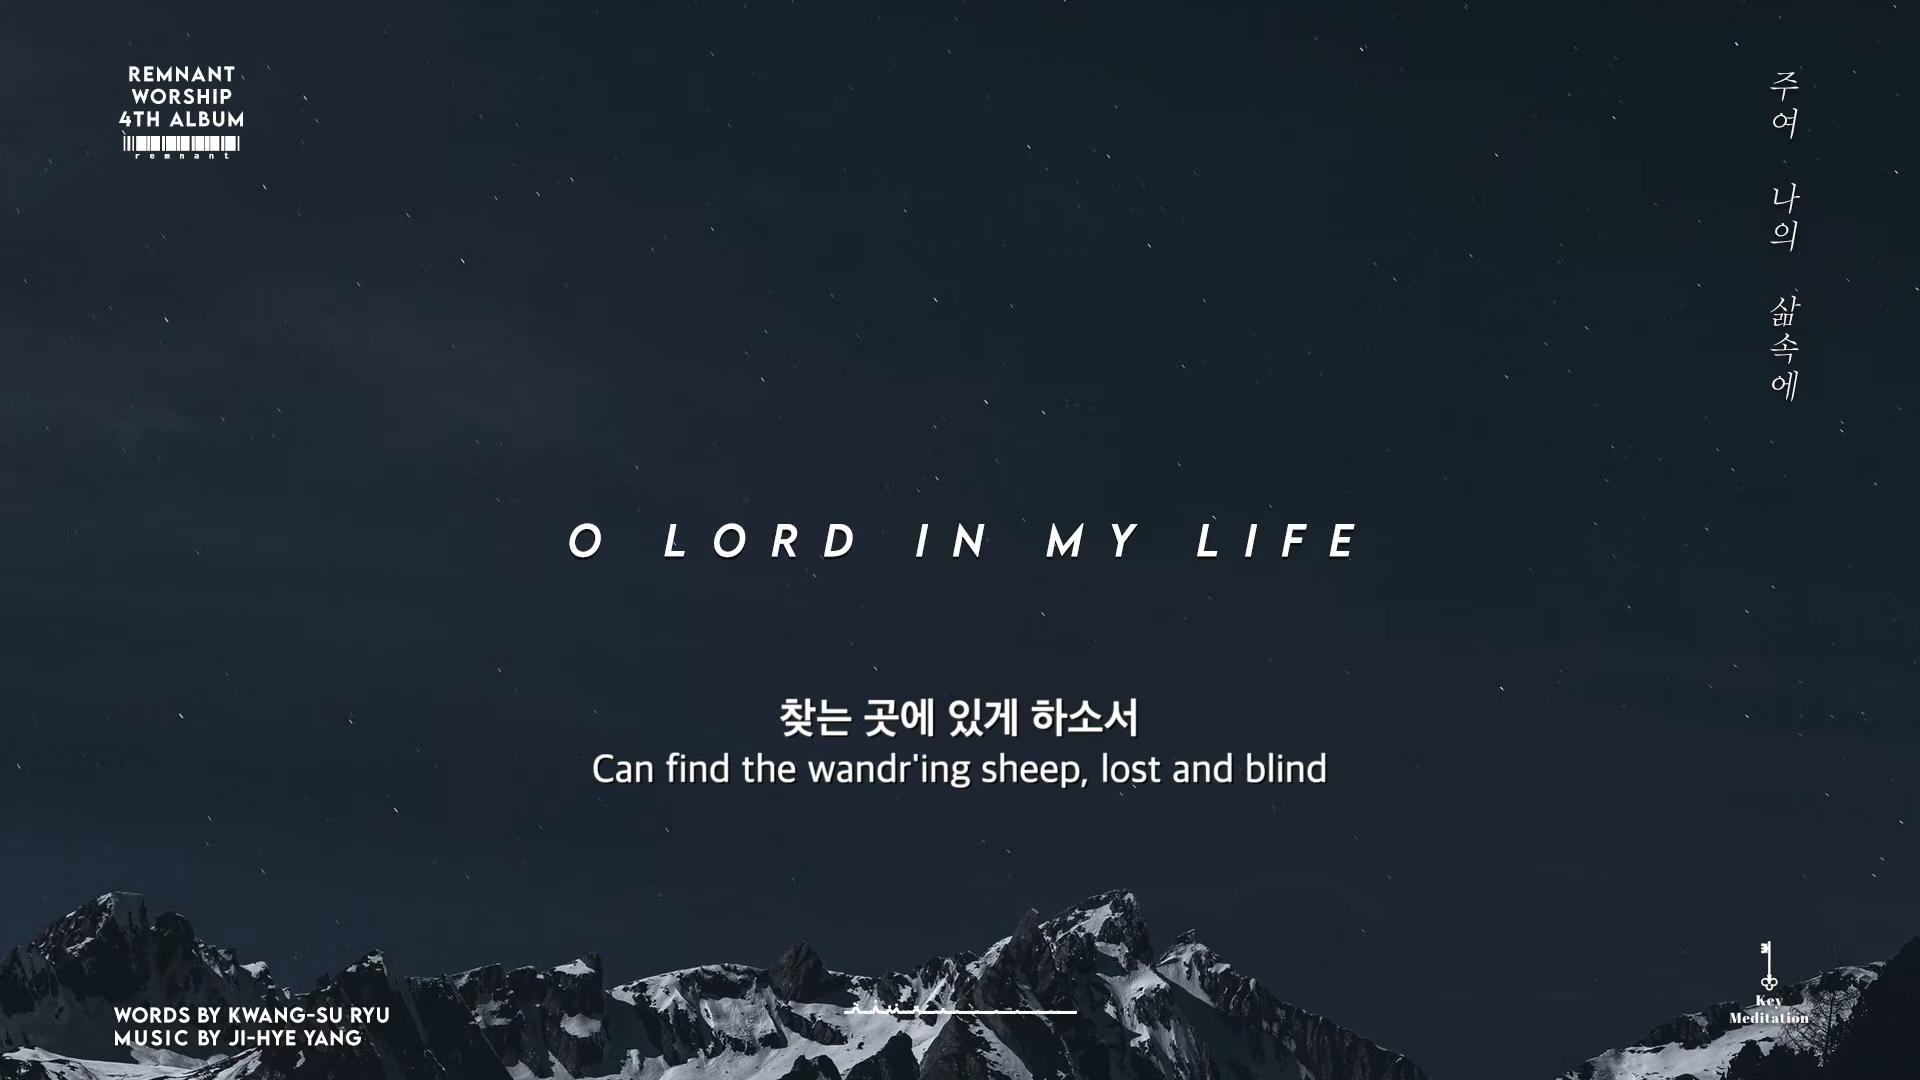 REMNANT
WORSHIP
4TH ALBUM
remnant
주여 나의 삶속에
O LORD IN MY LIFE
찾는 곳에 있게 하소서
Can find the wandr'ing sheep, lost and blind
WORDS BY KWANG-SU RYU
MUSIC BY JI-HYE YANG
Key
Meditation